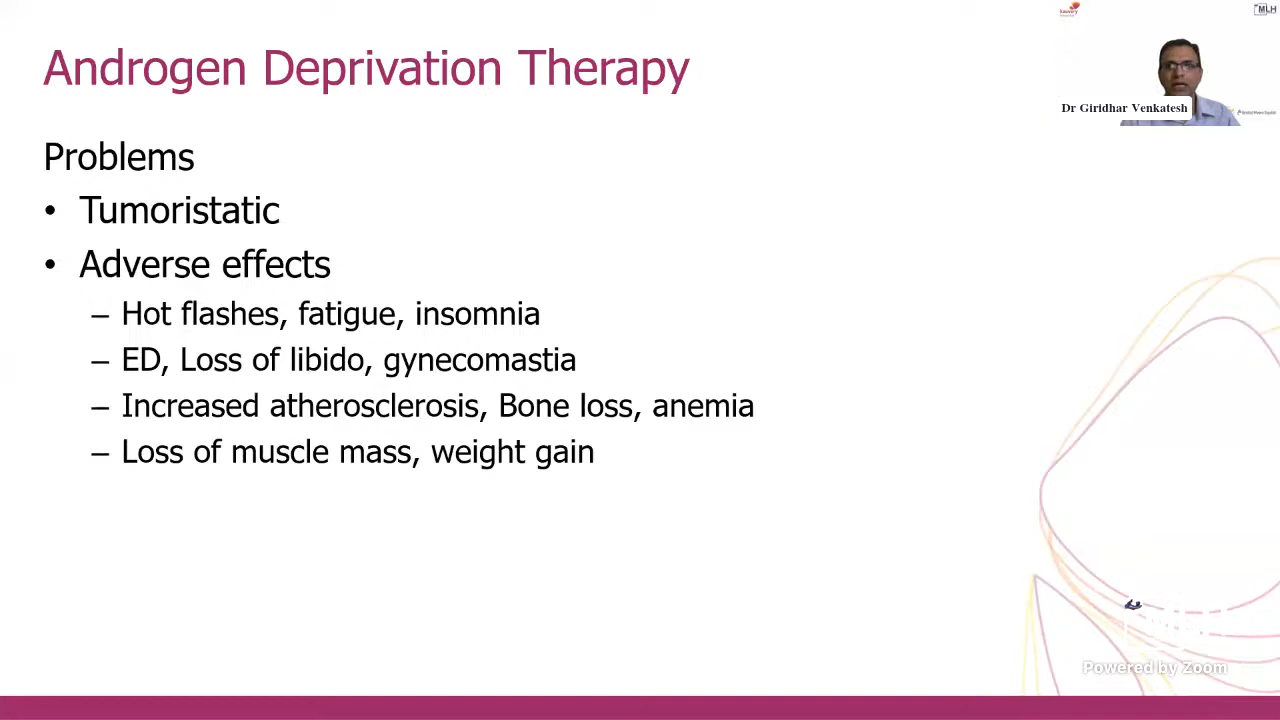 Androgen Deprivation Therapy
Problems
• Tumoristatic
• Adverse effects
– Hot flashes, fatigue, insomnia
– ED, Loss of libido, gynecomastia
– Increased atherosclerosis, Bone loss, anemia
– Loss of muscle mass, weight gain
MLH
Dr Giridhar Venkatesh
Powered by Zoom